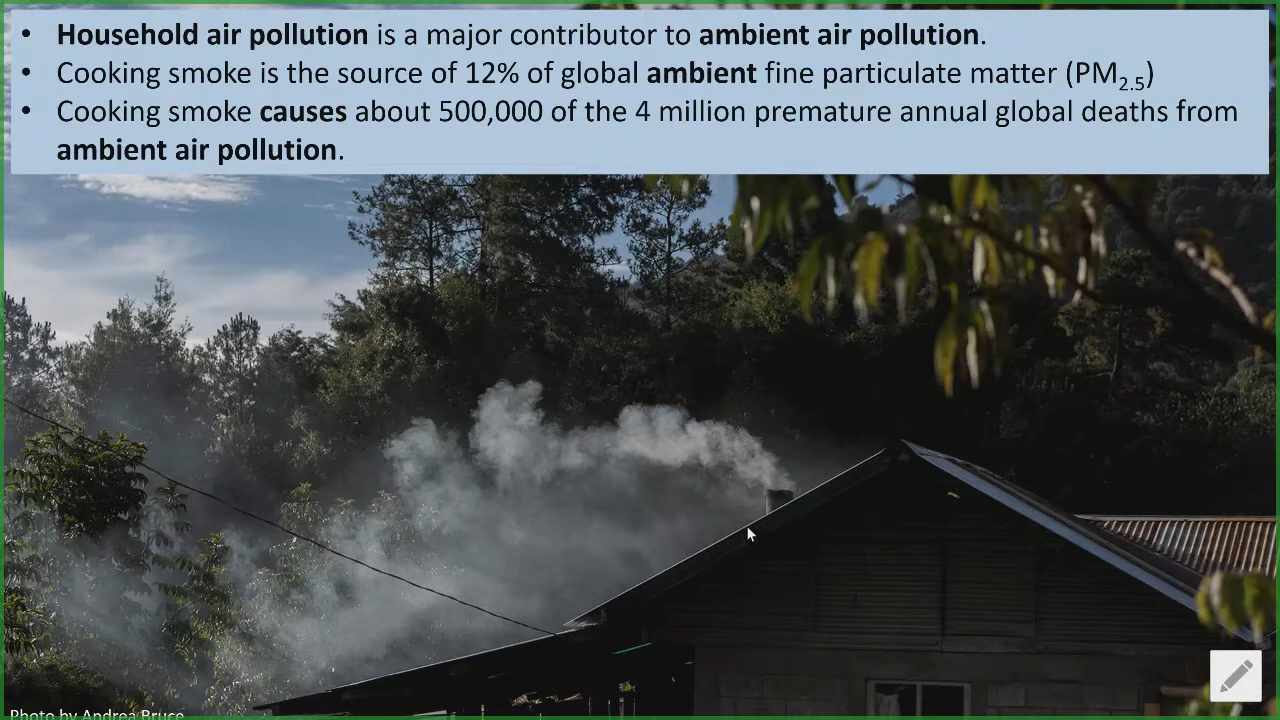 • Household air pollution is a major contributor to ambient air pollution.
• Cooking smoke is the source of 12% of global ambient fine particulate matter (PM2.5)
• Cooking smoke causes about 500,000 of the 4 million premature annual global deaths from
ambient air pollution.
Photo by Andrea Bruce